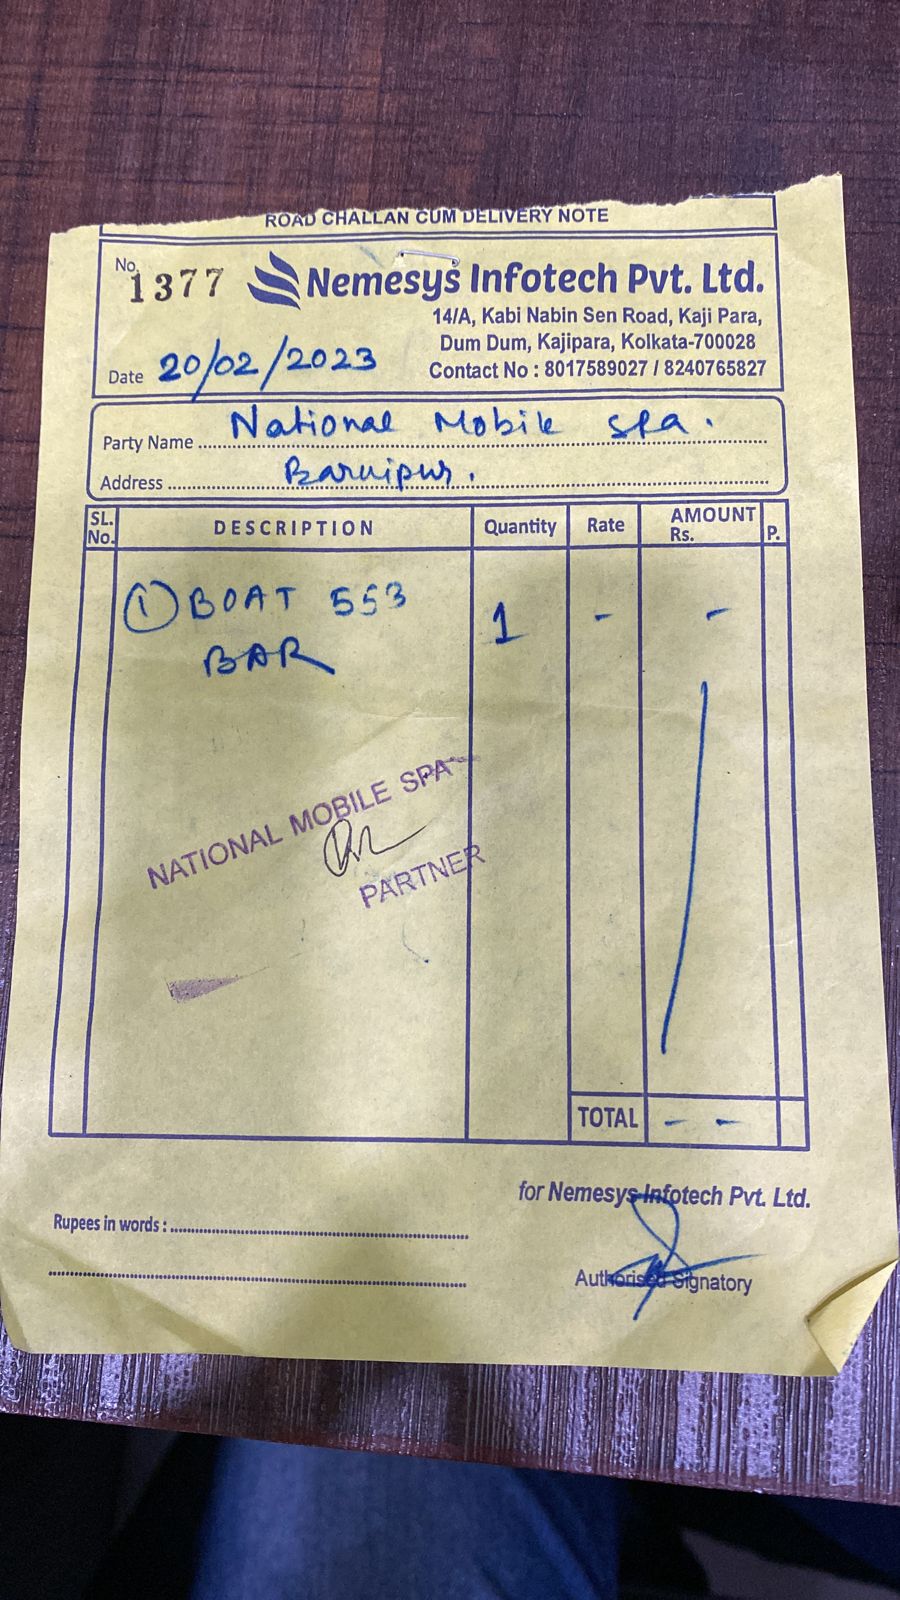 ROAD CHALLAN CUM DELIVERY NOTE
No. 1377
Nemesys Infotech Pvt. Ltd.
14/A, Kabi Nabin Sen Road, Kaji Para,
Dum Dum, Kajipara, Kolkata-700028
Contact No : 8017589027 / 8240765827
Date 20/02/2023
Party Name National Mobile Spa.
Address Baruipur.
SL. No. DESCRIPTION Quantity Rate AMOUNT Rs. P.
① BOAT 553 1 - -
BAR
NATIONAL MOBILE SPA
PARTNER
TOTAL - -
for Nemesys Infotech Pvt. Ltd.
Rupees in words :
Authorised Signatory